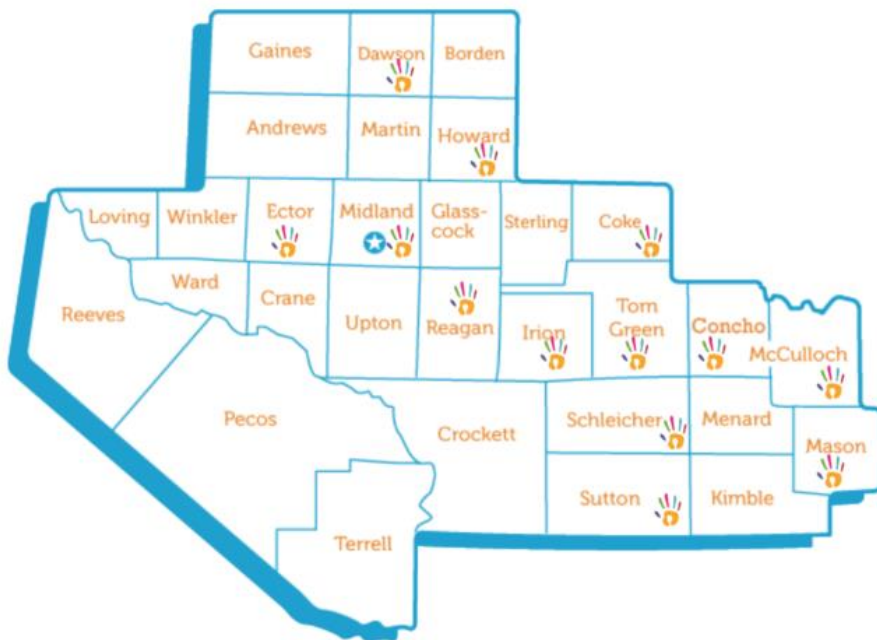 Gaines
Dawson
Borden
Andrews
Martin
Howard
Loving
Winkler
Ector
Midland
Glass-
cock
Sterling
Coke
Reeves
Ward
Crane
Upton
Reagan
Irion
Tom
Green
Concho
McCulloch
Pecos
Crockett
Schleicher
Menard
Mason
Sutton
Kimble
Terrell